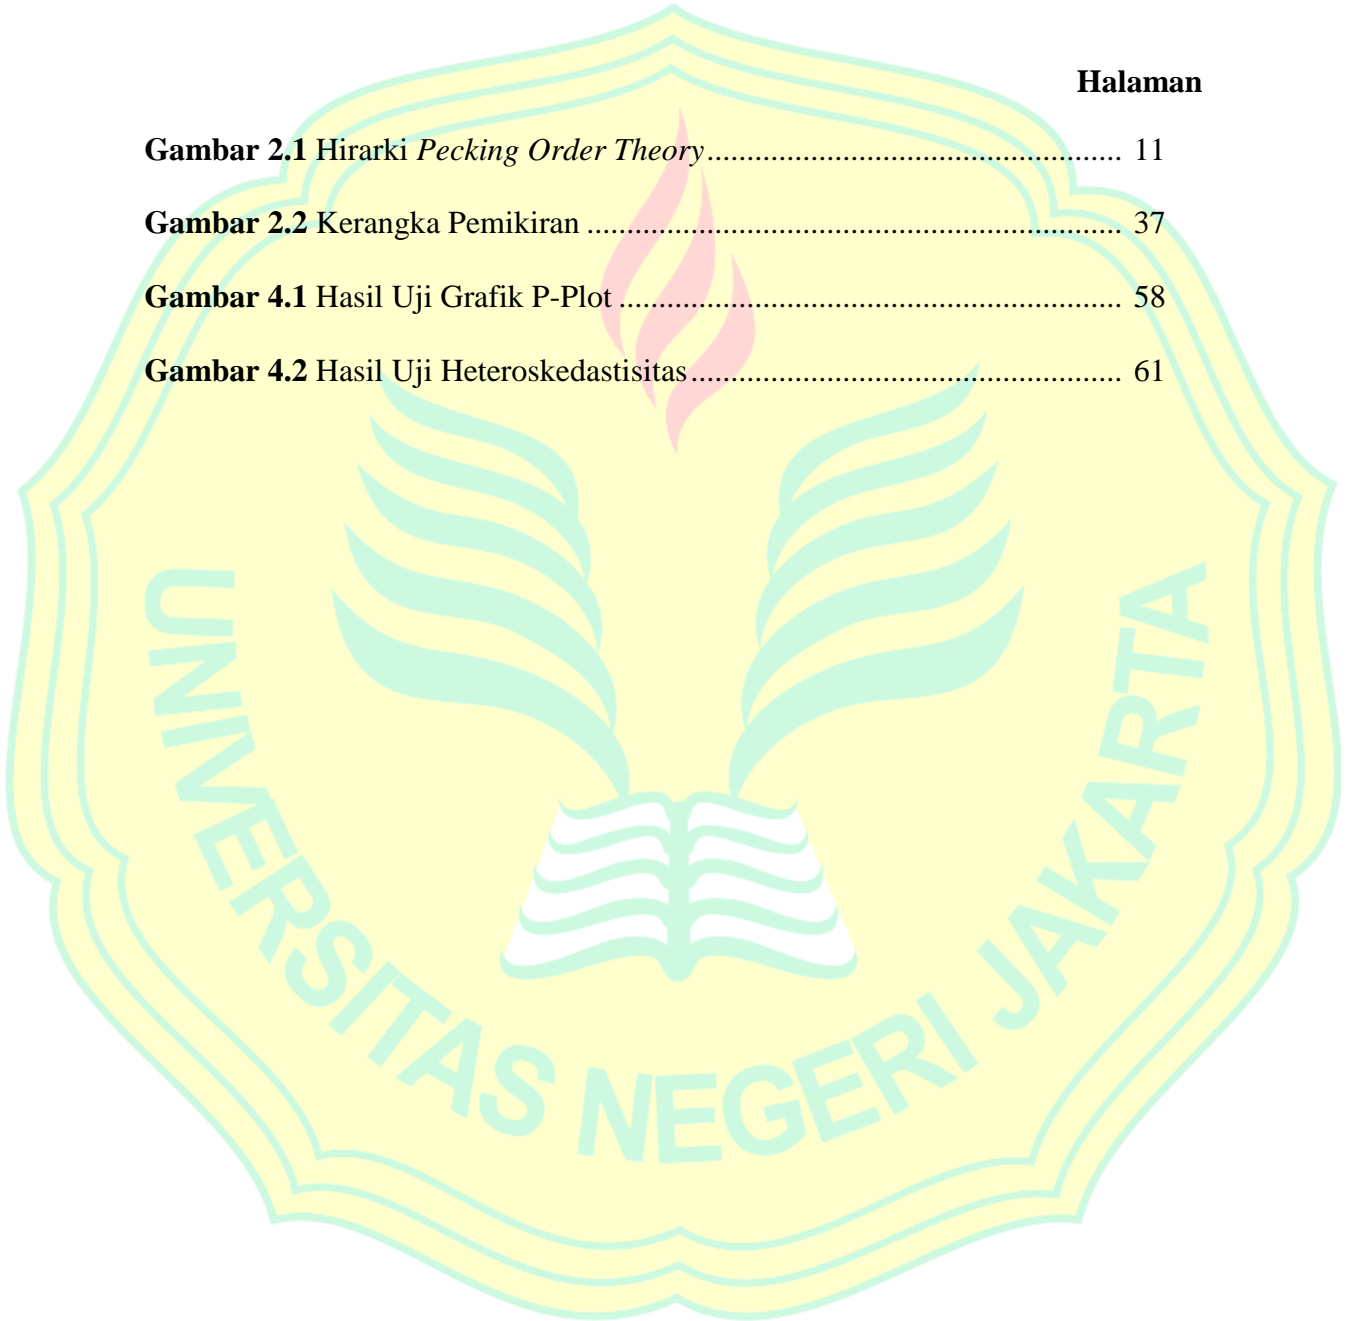 Halaman
Gambar 2.1 Hirarki Pecking Order Theory.................................................... 11
Gambar 2.2 Kerangka Pemikiran ................................................................... 37
Gambar 4.1 Hasil Uji Grafik P-Plot ............................................................... 58
Gambar 4.2 Hasil Uji Heteroskedastisitas...................................................... 61
UNIVERSITAS NEGERI JAKARTA